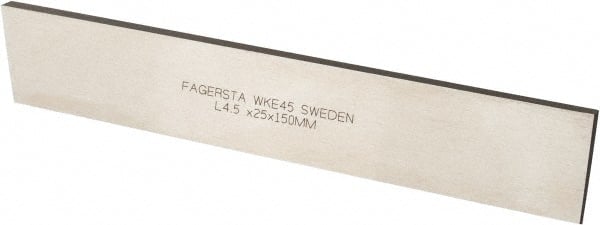 FAGERSTA WKE45 SWEDEN
L4.5 x25x150MM